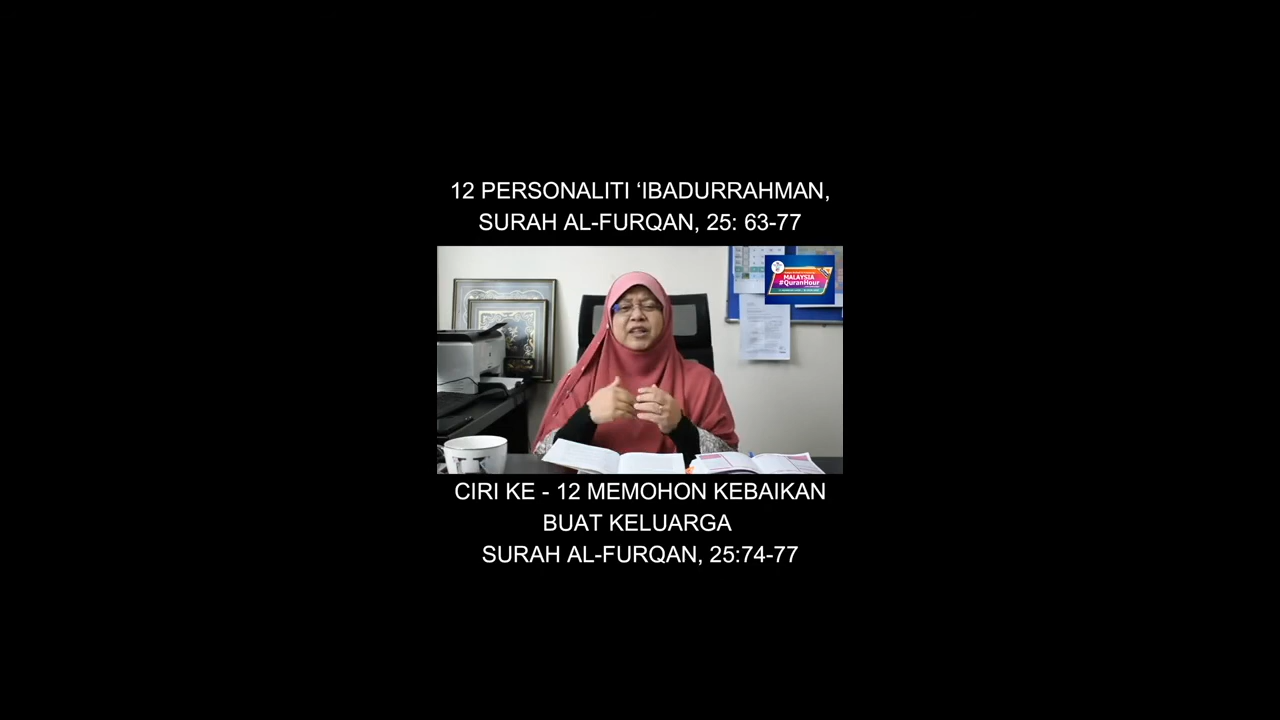 12 PERSONALITI ‘IBADURRAHMAN,
SURAH AL-FURQAN, 25: 63-77
MALAYSIA
#QuranHour
CIRI KE - 12 MEMOHON KEBAIKAN
BUAT KELUARGA
SURAH AL-FURQAN, 25:74-77